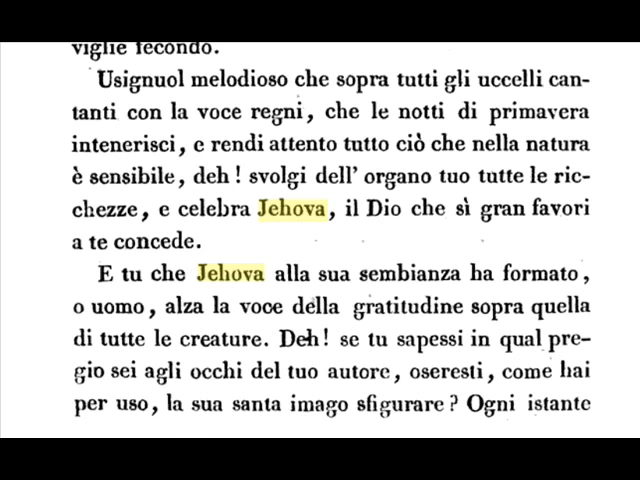 viglie fecondo.
Usignuol melodioso che sopra tutti gli uccelli can-
tanti con la voce regni, che le notti di primavera
intenerisci, e rendi attento tutto ciò che nella natura
è sensibile, deh! svolgi dell' organo tuo tutte le ric-
chezze, e celebra Jehova, il Dio che sì gran favori
a te concede.
E tu che Jehova alla sua sembianza ha formato,
o uomo, alza la voce della gratitudine sopra quella
di tutte le creature. Deh! se tu sapessi in qual pre-
gio sei agli occhi del tuo autore, oseresti, come hai
per uso, la sua santa imago sfigurare? Ogni istante